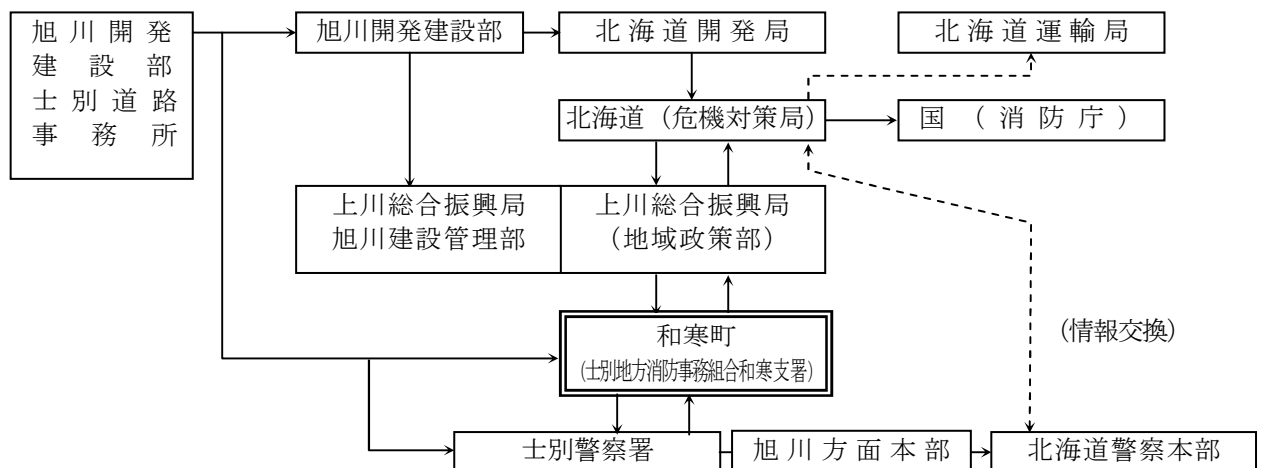 旭川開発
建設部
士別道路
事務所
旭川開発建設部
北海道開発局
北海道運輸局
北海道（危機対策局）
国（消防庁）
上川総合振興局
旭川建設管理部
上川総合振興局
（地域政策部）
和寒町
（士別地方消防事務組合和寒支署）
（情報交換）
士別警察署
旭川方面本部
北海道警察本部